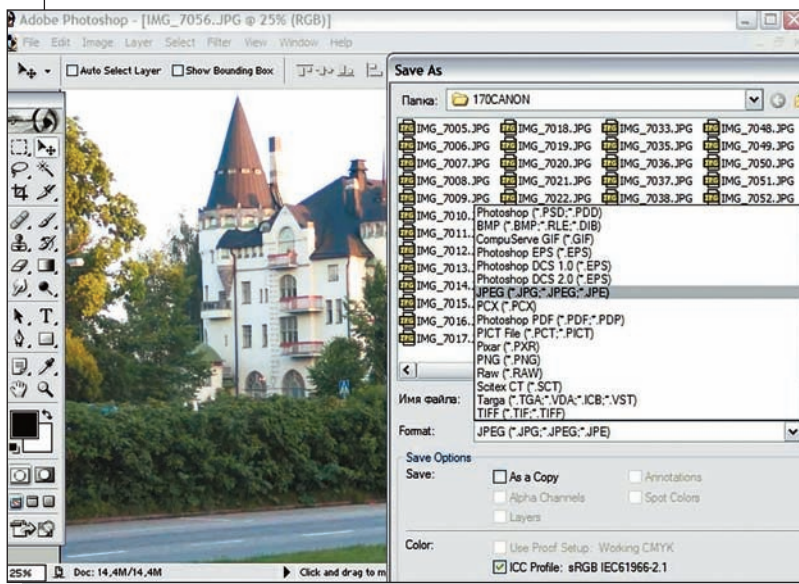 Adobe Photoshop - [IMG_7056.JPG @ 25% (RGB)]
File Edit Image Layer Select Filter View Window Help
Auto Select Layer Show Bounding Box
Save As
Папка: 170CANON
IMG_7005.JPG IMG_7018.JPG IMG_7033.JPG IMG_7048.JPG
IMG_7006.JPG IMG_7019.JPG IMG_7035.JPG IMG_7049.JPG
IMG_7007.JPG IMG_7020.JPG IMG_7036.JPG IMG_7050.JPG
IMG_7008.JPG IMG_7021.JPG IMG_7037.JPG IMG_7051.JPG
IMG_7009.JPG IMG_7022.JPG IMG_7038.JPG IMG_7052.JPG
IMG_7010.
IMG_7011.
IMG_7012.
IMG_7013.
IMG_7014.
IMG_7015.
IMG_7016.
IMG_7017.
Photoshop (*.PSD;*.PDD)
BMP (*.BMP;*.RLE;*.DIB)
CompuServe GIF (*.GIF)
Photoshop EPS (*.EPS)
Photoshop DCS 1.0 (*.EPS)
Photoshop DCS 2.0 (*.EPS)
JPEG (*.JPG;*.JPEG;*.JPE)
PCX (*.PCX)
Photoshop PDF (*.PDF;*.PDP)
PICT File (*.PCT;*.PICT)
Pixar (*.PXR)
PNG (*.PNG)
Raw (*.RAW)
Scitex CT (*.SCT)
Targa (*.TGA;*.VDA;*.ICB;*.VST)
TIFF (*.TIF;*.TIFF)
Имя файла:
Format: JPEG (*.JPG;*.JPEG;*.JPE)
Save Options
Save: As a Copy Annotations
Alpha Channels Spot Colors
Layers
Color: Use Proof Setup: Working CMYK
ICC Profile: sRGB IEC61966-2.1
25% Doc: 14,4M/14,4M Click and drag to m